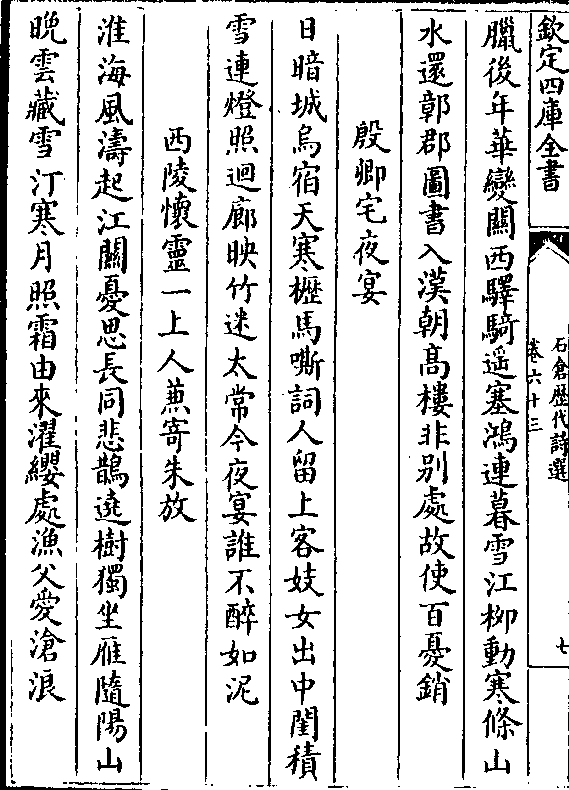 欽定四庫全書
石倉歴代詩選
卷六十三
七
臘後年華變關西驛騎遥塞鴻連暮雪江栁動寒條山
水還鄣郡圖書入漢朝高樓非别處故使百憂銷
殷卿宅夜宴
日暗城烏宿天寒櫪馬嘶詞人留上客妓女出中閨積
雪連燈照迴廊映竹迷太常今夜宴誰不醉如泥
西陵懷靈一上人兼寄朱放
淮海風濤起江關憂思長同悲鵲遶樹獨坐雁隨陽山
晚雲藏雪汀寒月照霜由來濯纓處漁父愛滄浪